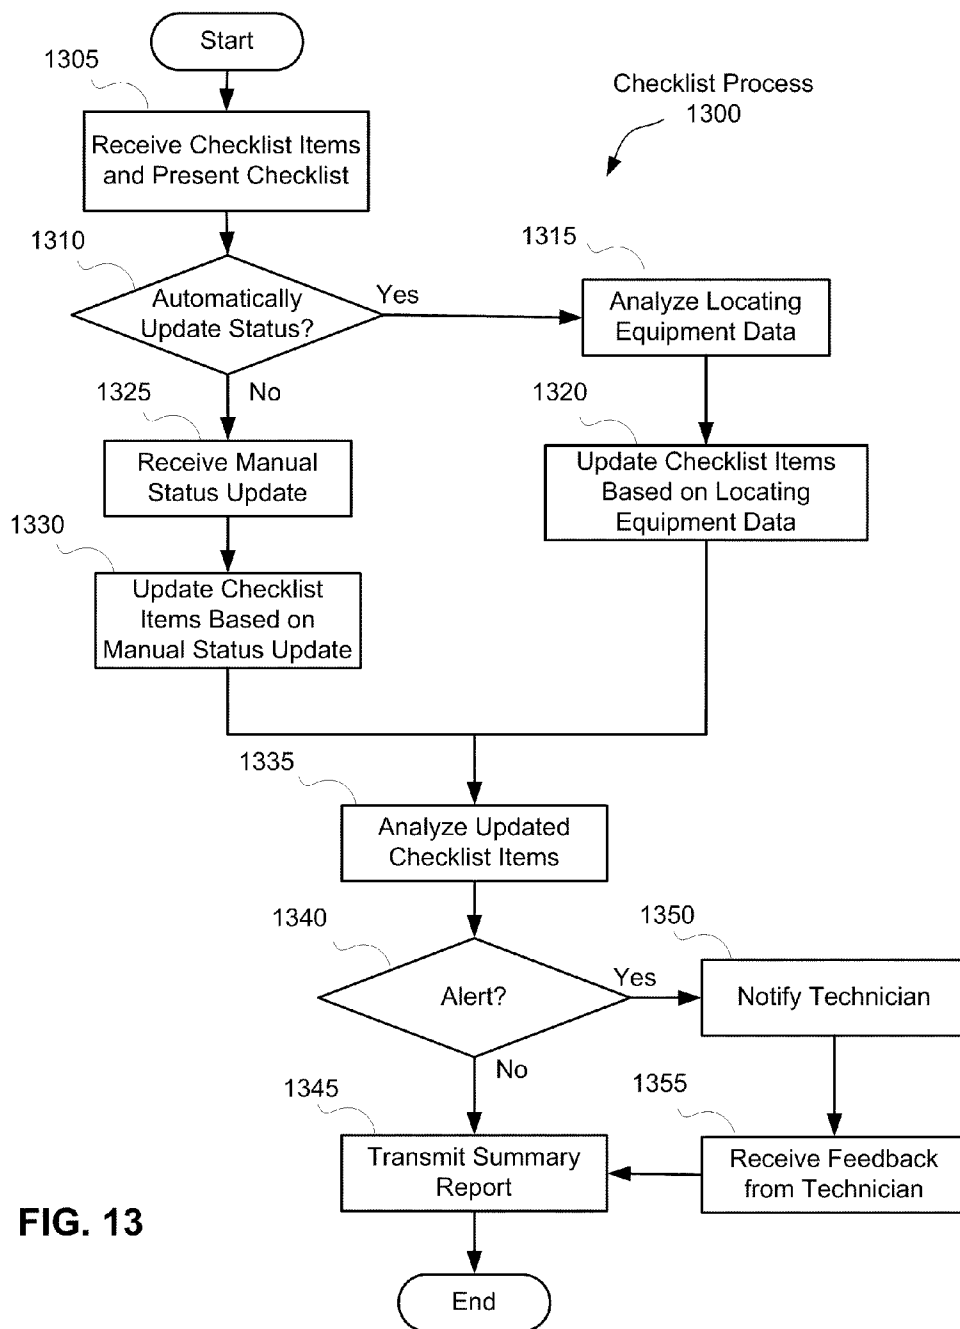 Start
1305
Checklist Process
1300
Receive Checklist Items
and Present Checklist
1310
1315
Automatically
Update Status?
Yes
Analyze Locating
Equipment Data
No
1325
1320
Receive Manual
Status Update
Update Checklist Items
Based on Locating
Equipment Data
1330
Update Checklist
Items Based on
Manual Status Update
1335
Analyze Updated
Checklist Items
1340
1350
Alert?
Yes
Notify Technician
No
1345
1355
Transmit Summary
Report
Receive Feedback
from Technician
FIG. 13
End